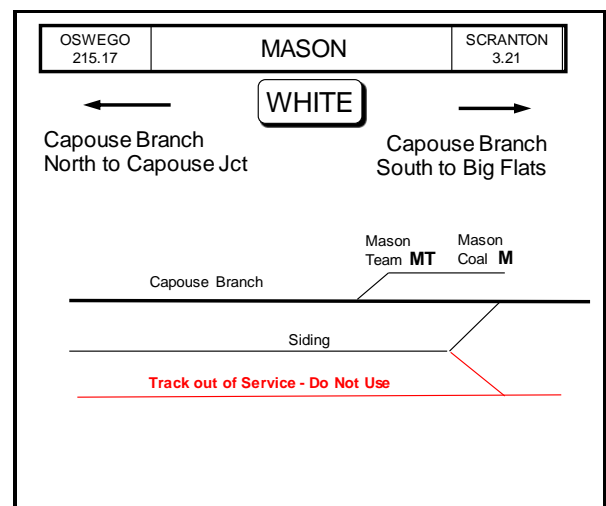 OSWEGO
215.17
MASON
SCRANTON
3.21
WHITE
Capouse Branch
North to Capouse Jct
Capouse Branch
South to Big Flats
Mason
Team MT
Mason
Coal M
Capouse Branch
Siding
Track out of Service - Do Not Use